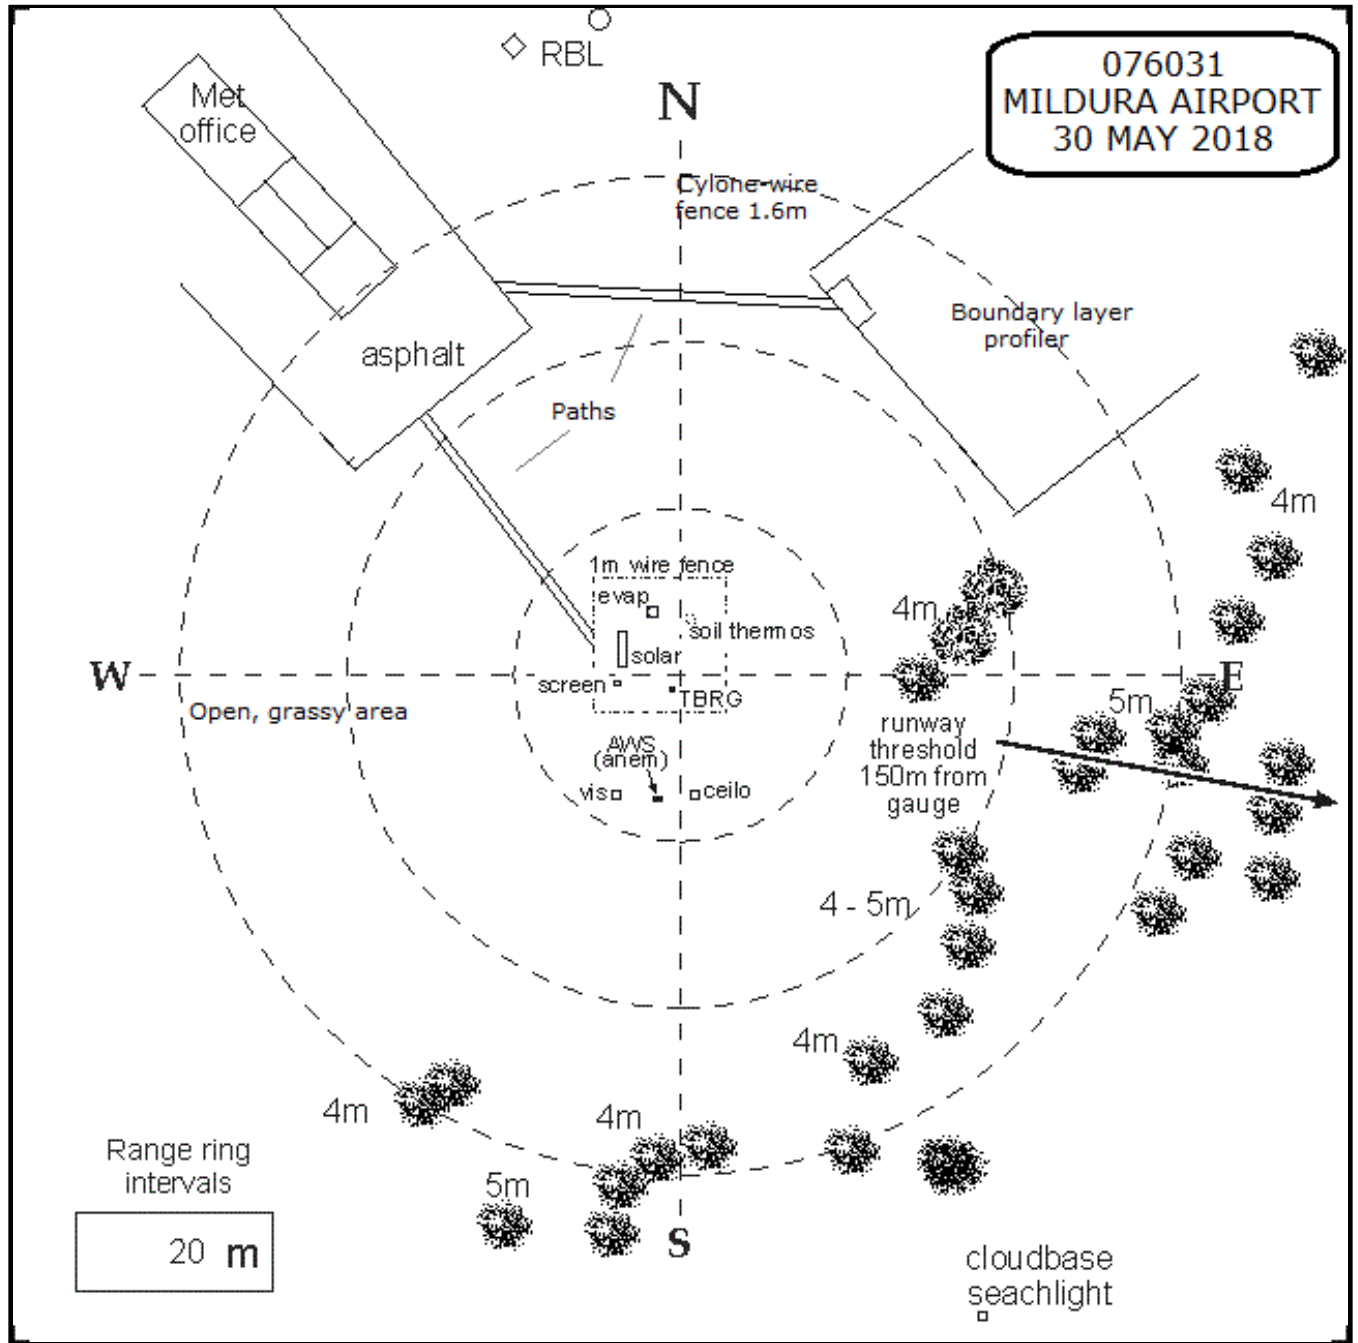 RBL
076031
MILDURA AIRPORT
30 MAY 2018
Met
office
N
Cylone-wire
fence 1.6m
Boundary layer
profiler
asphalt
Paths
4m
1m wire fence
evap
4m
soil thermos
solar
W
screen
TBRG
E
Open, grassy area
5m
runway
threshold
150m from
gauge
AWS
(anem)
vis
ceilo
4 - 5m
4m
4m
4m
Range ring
intervals
5m
S
20 m
cloudbase
seachlight